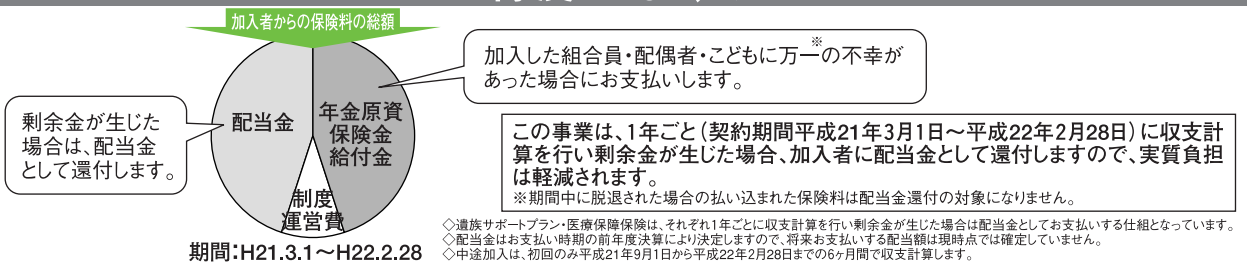 加入者からの保険料の総額
加入した組合員・配偶者・こどもに万一※の不幸が
あった場合にお支払いします。
剰余金が生じた
場合は、配当金
として還付します。
配当金
年金原資
保険金
給付金
制度
運営費
期間:H21.3.1〜H22.2.28
この事業は、1年ごと(契約期間平成21年3月1日〜平成22年2月28日)に収支計
算を行い剰余金が生じた場合、加入者に配当金として還付しますので、実質負担
は軽減されます。
※期間中に脱退された場合の払い込まれた保険料は配当金還付の対象になりません。
◇遺族サポートプラン・医療保障保険は、それぞれ1年ごとに収支計算を行い剰余金が生じた場合は配当金としてお支払いする仕組となっています。
◇配当金はお支払い時期の前年度決算により決定しますので、将来お支払いする配当額は現時点では確定していません。
◇中途加入は、初回のみ平成21年9月1日から平成22年2月28日までの6ヶ月間で収支計算します。